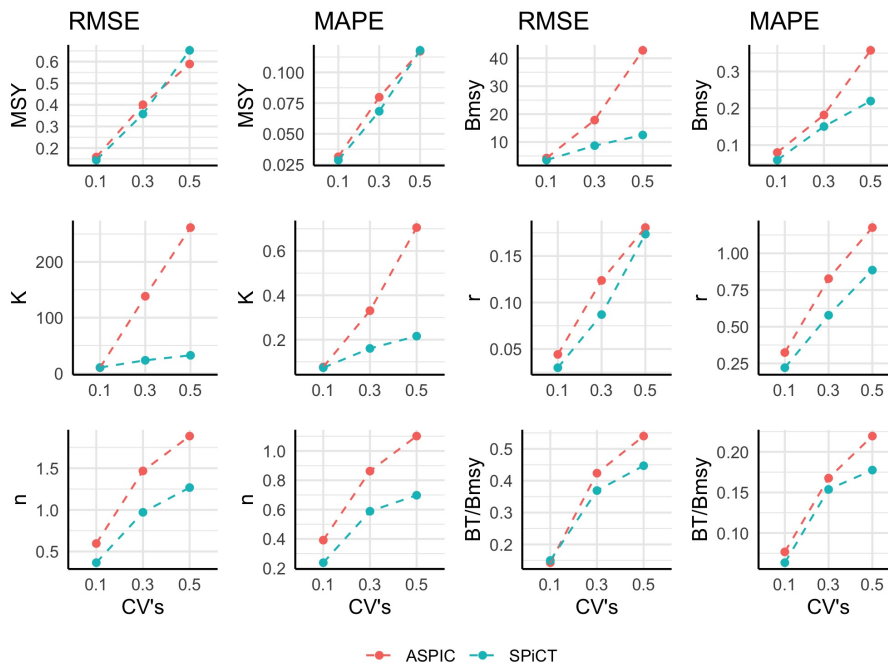 RMSE MAPE RMSE MAPE
MSY
0.6
0.5
0.4
0.3
0.2
0.1 0.3 0.5
MSY
0.100
0.075
0.050
0.025
0.1 0.3 0.5
Bmsy
40
30
20
10
0.1 0.3 0.5
Bmsy
0.3
0.2
0.1
0.1 0.3 0.5
K
200
100
0
0.1 0.3 0.5
K
0.6
0.4
0.2
0.1 0.3 0.5
r
0.15
0.10
0.05
0.1 0.3 0.5
r
1.00
0.75
0.50
0.25
0.1 0.3 0.5
n
1.5
1.0
0.5
0.1 0.3 0.5
CV's
n
1.0
0.8
0.6
0.4
0.2
0.1 0.3 0.5
CV's
BT/Bmsy
0.5
0.4
0.3
0.2
0.1 0.3 0.5
CV's
BT/Bmsy
0.20
0.15
0.10
0.1 0.3 0.5
CV's
ASPIC SPiCT